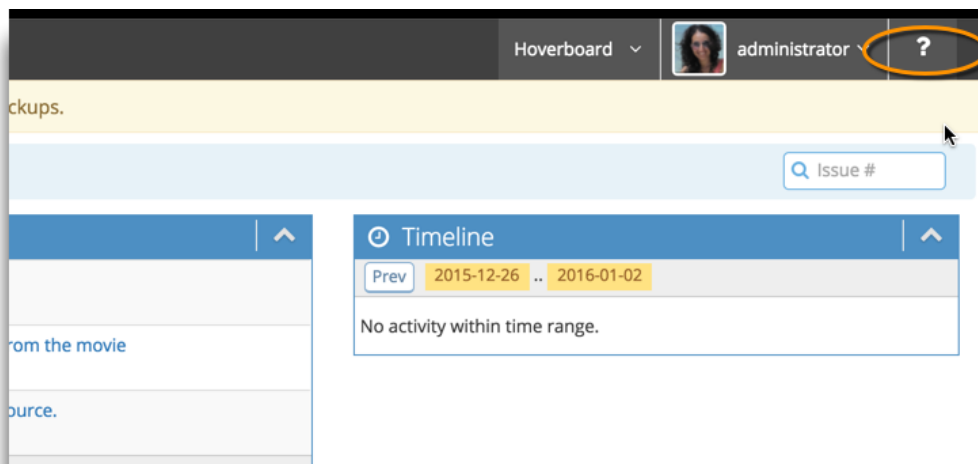 Hoverboard administrator ?
ckups.
Issue #
Timeline
Prev 2015-12-26 .. 2016-01-02
No activity within time range.
rom the movie
ource.